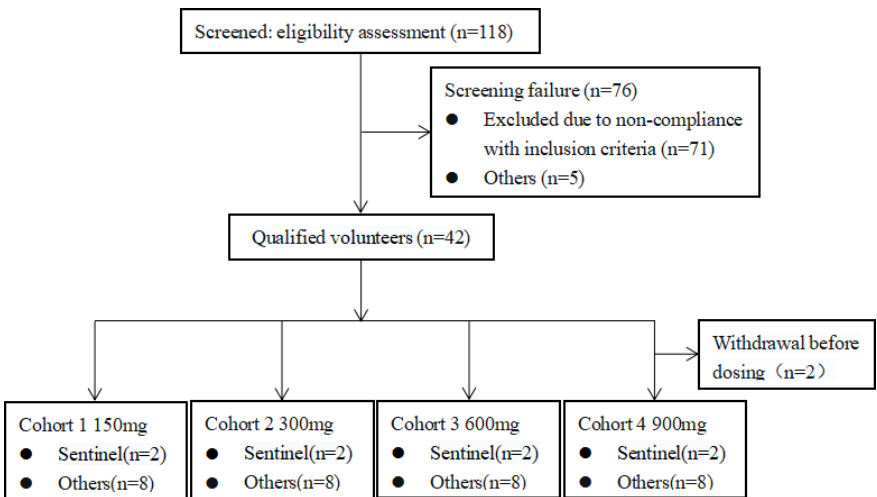 Screened: eligibility assessment (n=118)
Screening failure (n=76)
● Excluded due to non-compliance
with inclusion criteria (n=71)
● Others (n=5)
Qualified volunteers (n=42)
Withdrawal before
dosing（n=2）
Cohort 1 150mg
● Sentinel(n=2)
● Others(n=8)
Cohort 2 300mg
● Sentinel(n=2)
● Others(n=8)
Cohort 3 600mg
● Sentinel(n=2)
● Others(n=8)
Cohort 4 900mg
● Sentinel(n=2)
● Others(n=8)